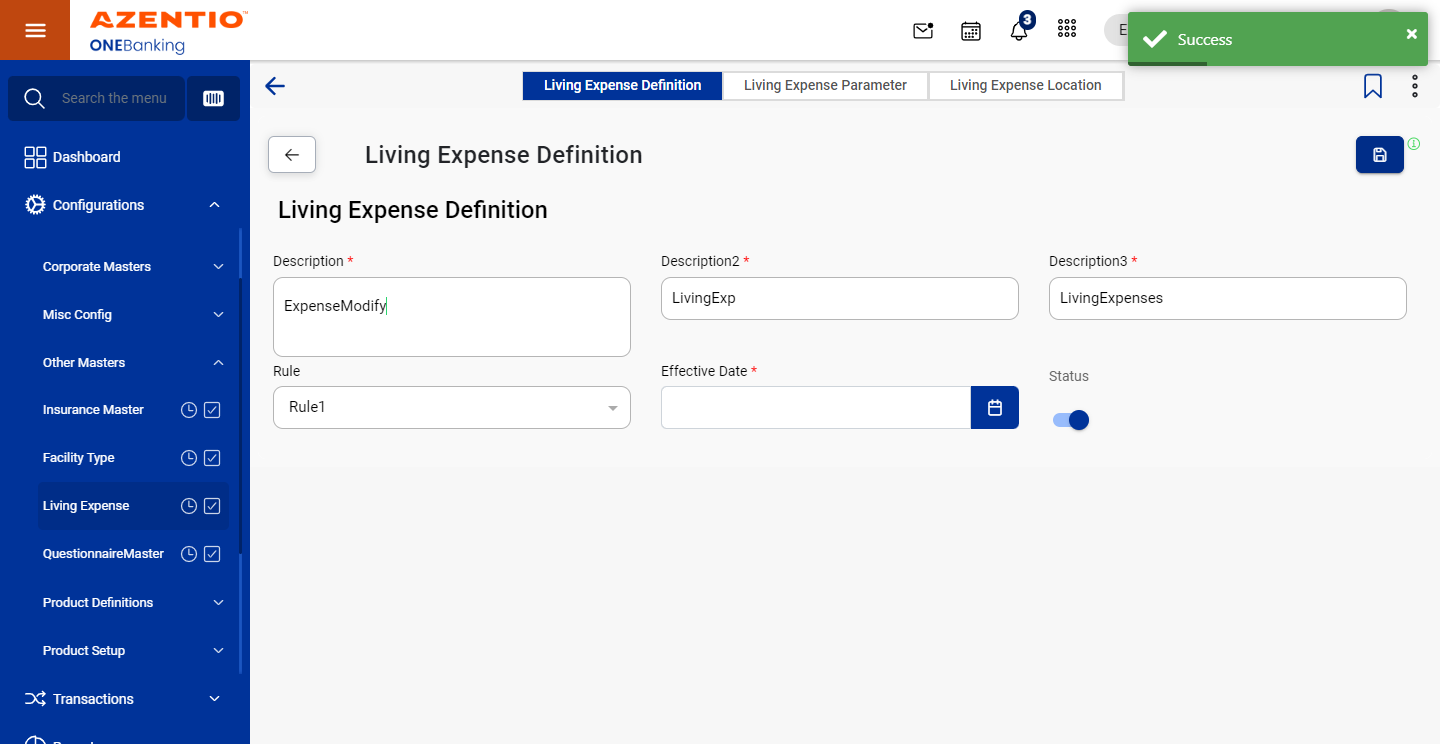 AZENTIO™
ONEBanking
3
E
Success
Search the menu
Living Expense Definition
Living Expense Parameter
Living Expense Location
Dashboard
Configurations
Corporate Masters
Misc Config
Other Masters
Insurance Master
Facility Type
Living Expense
QuestionnaireMaster
Product Definitions
Product Setup
Transactions
Living Expense Definition
Living Expense Definition
Description *
ExpenseModify
Description2 *
LivingExp
Description3 *
LivingExpenses
Rule
Rule1
Effective Date *
Status